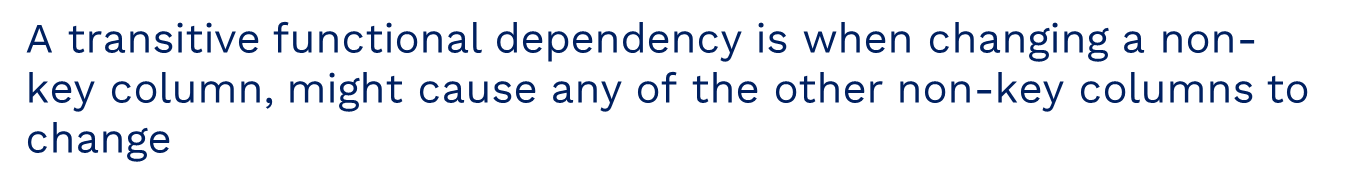 A transitive functional dependency is when changing a non-
key column, might cause any of the other non-key columns to
change